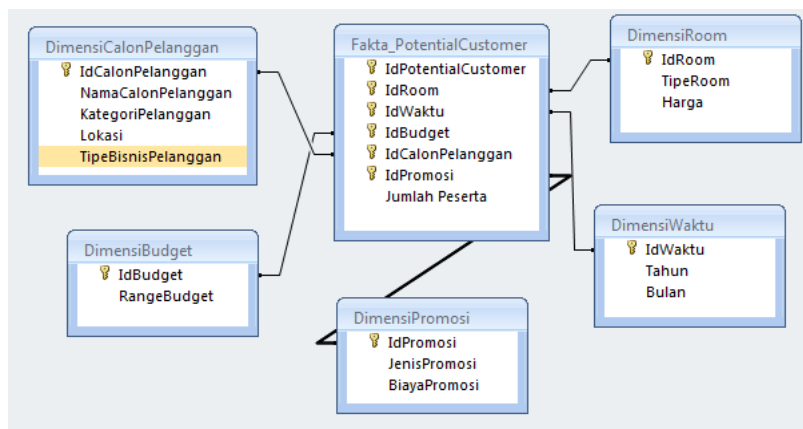 DimensiCalonPelanggan
IdCalonPelanggan
NamaCalonPelanggan
KategoriPelanggan
Lokasi
TipeBisnisPelanggan
Fakta_PotentialCustomer
IdPotentialCustomer
IdRoom
IdWaktu
IdBudget
IdCalonPelanggan
IdPromosi
Jumlah Peserta
DimensiRoom
IdRoom
TipeRoom
Harga
DimensiBudget
IdBudget
RangeBudget
DimensiPromosi
IdPromosi
JenisPromosi
BiayaPromosi
DimensiWaktu
IdWaktu
Tahun
Bulan